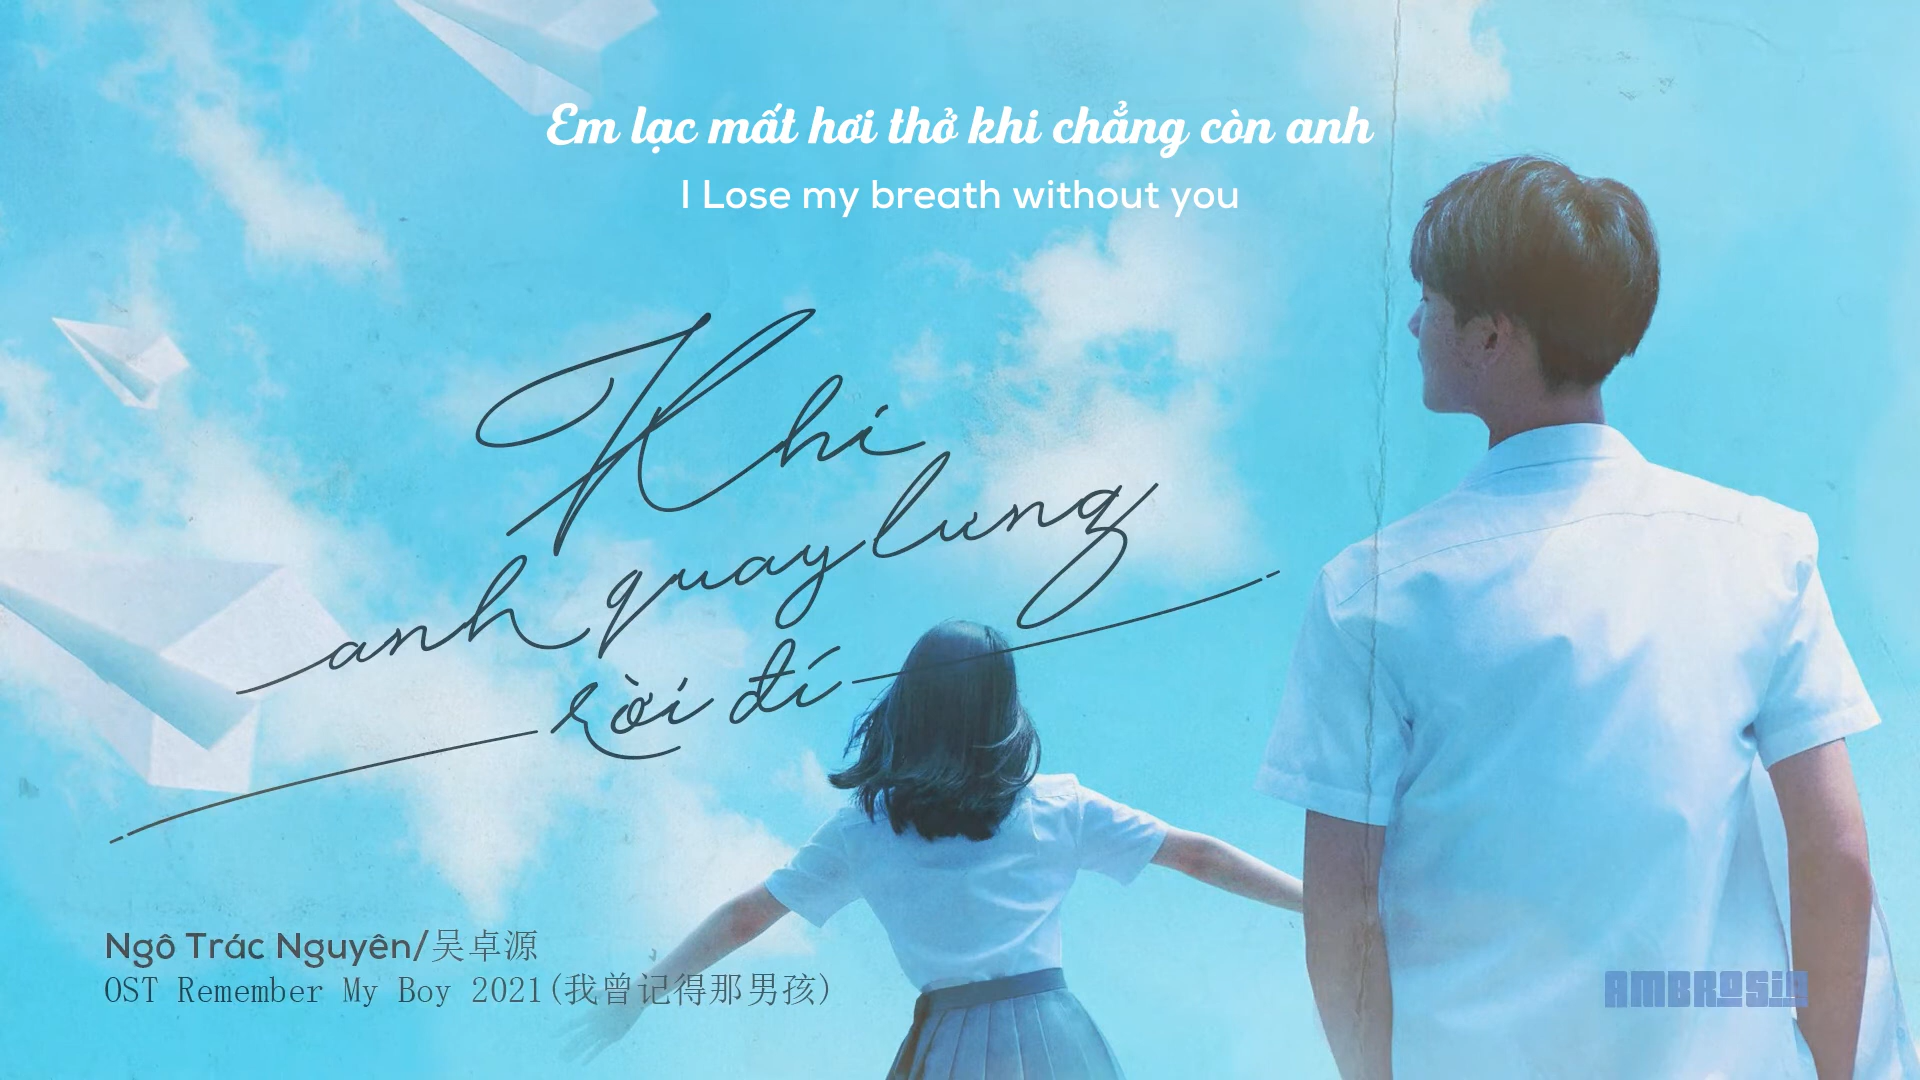 Em lạc mất hơi thở khi chẳng còn anh
I Lose my breath without you
Khi
anh quay lưng
rời đi
Ngô Trác Nguyên/吴卓源
OST Remember My Boy 2021(我曾记得那男孩)
AMBROSIA